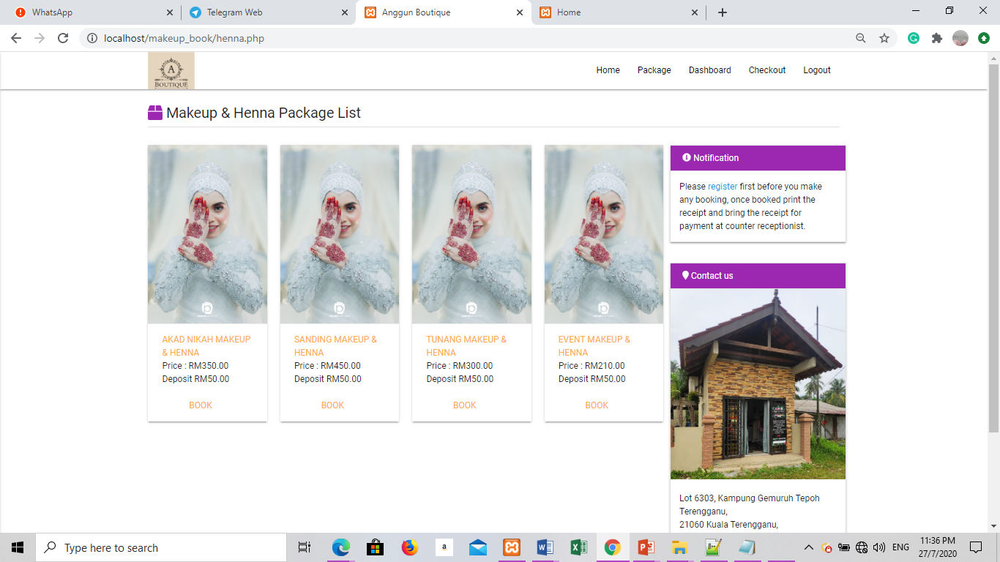 WhatsApp
Telegram Web
Anggun Boutique
Home
localhost/makeup_book/henna.php
A
BOUTIQUE
Home
Package
Dashboard
Checkout
Logout
Makeup & Henna Package List
AKAD NIKAH MAKEUP
& HENNA
Price : RM350.00
Deposit RM50.00
BOOK
SANDING MAKEUP &
HENNA
Price : RM450.00
Deposit RM50.00
BOOK
TUNANG MAKEUP &
HENNA
Price : RM300.00
Deposit RM50.00
BOOK
EVENT MAKEUP &
HENNA
Price : RM210.00
Deposit RM50.00
BOOK
Notification
Please register first before you make
any booking, once booked print the
receipt and bring the receipt for
payment at counter receptionist.
Contact us
Lot 6303, Kampung Gemuruh Tepoh
Terengganu,
21060 Kuala Terengganu,
Type here to search
a
ENG
11:36 PM
27/7/2020